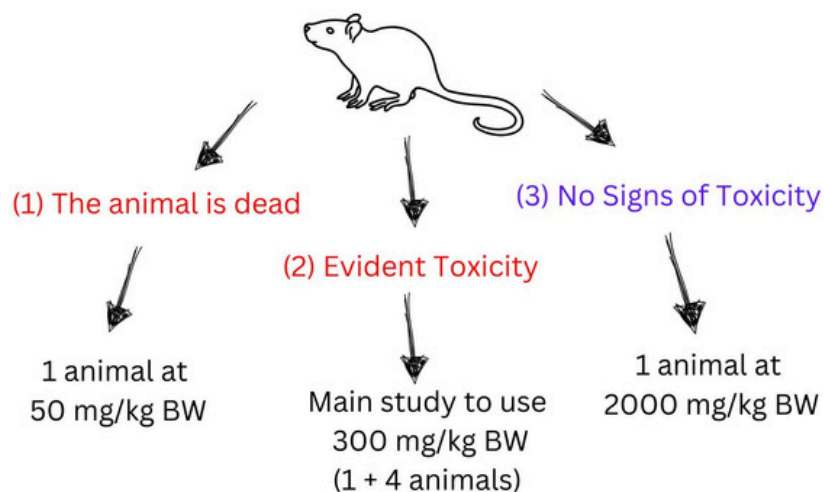 (1) The animal is dead
1 animal at
50 mg/kg BW
(2) Evident Toxicity
Main study to use
300 mg/kg BW
(1 + 4 animals)
(3) No Signs of Toxicity
1 animal at
2000 mg/kg BW